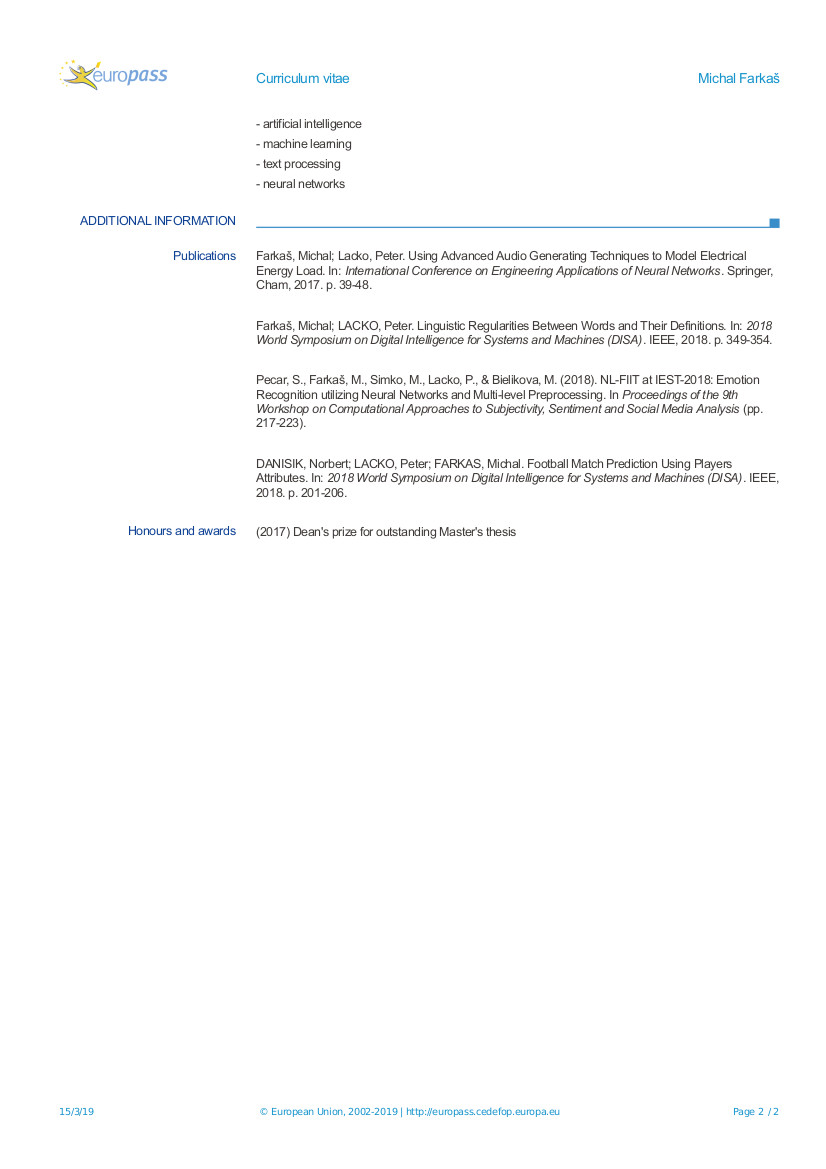 europass
Curriculum vitae
Michal Farkaš
- artificial intelligence
- machine learning
- text processing
- neural networks
ADDITIONAL INFORMATION
Publications
Farkaš, Michal; Lacko, Peter. Using Advanced Audio Generating Techniques to Model Electrical
Energy Load. In: International Conference on Engineering Applications of Neural Networks. Springer,
Cham, 2017. p. 39-48.
Farkaš, Michal; LACKO, Peter. Linguistic Regularities Between Words and Their Definitions. In: 2018
World Symposium on Digital Intelligence for Systems and Machines (DISA). IEEE, 2018. p. 349-354.
Pecar, S., Farkaš, M., Simko, M., Lacko, P., & Bielikova, M. (2018). NL-FIIT at IEST-2018: Emotion
Recognition utilizing Neural Networks and Multi-level Preprocessing. In Proceedings of the 9th
Workshop on Computational Approaches to Subjectivity, Sentiment and Social Media Analysis (pp.
217-223).
DANISIK, Norbert; LACKO, Peter; FARKAS, Michal. Football Match Prediction Using Players
Attributes. In: 2018 World Symposium on Digital Intelligence for Systems and Machines (DISA). IEEE,
2018. p. 201-206.
Honours and awards
(2017) Dean's prize for outstanding Master's thesis
15/3/19
© European Union, 2002-2019 | http://europass.cedefop.europa.eu
Page 2 / 2